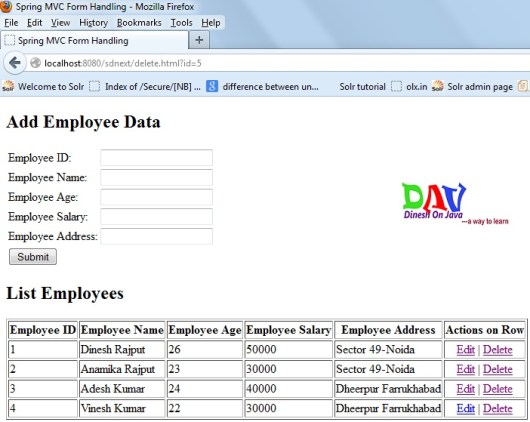 Spring MVC Form Handling - Mozilla Firefox
File Edit View History Bookmarks Tools Help
Spring MVC Form Handling +
localhost:8080/sdnext/delete.html?id=5
Welcome to Solr Index of /Secure/[NB] ... difference between un... Solr tutorial olx.in Solr admin page
Add Employee Data
Employee ID:
Employee Name:
Employee Age:
Employee Salary:
Employee Address:
Submit
DAV
Dinesh On Java
...a way to learn
List Employees
Employee ID Employee Name Employee Age Employee Salary Employee Address Actions on Row
1 Dinesh Rajput 26 50000 Sector 49-Noida Edit | Delete
2 Anamika Rajput 23 30000 Sector 49-Noida Edit | Delete
3 Adesh Kumar 24 40000 Dheerpur Farrukhabad Edit | Delete
4 Vinesh Kumar 22 30000 Dheerpur Farrukhabad Edit | Delete